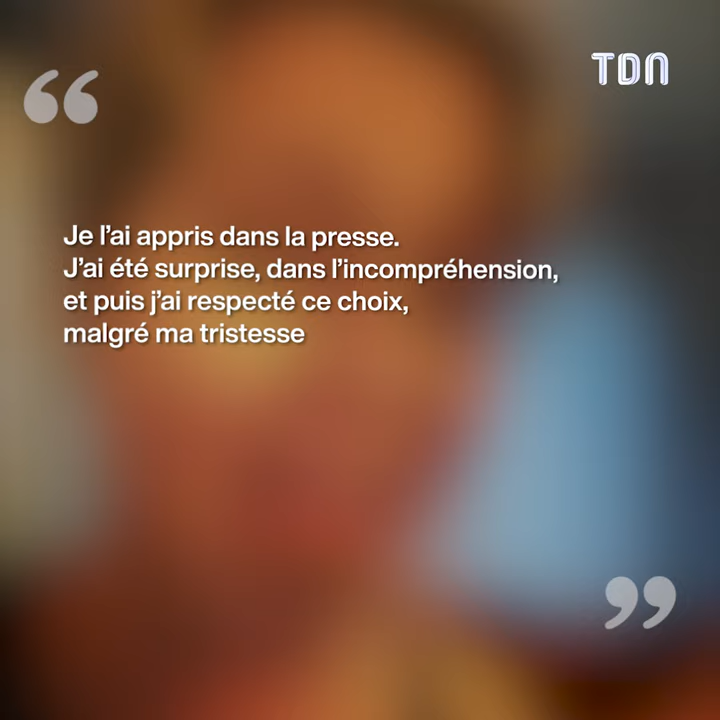 TDN
“
Je l’ai appris dans la presse.
J’ai été surprise, dans l’incompréhension,
et puis j’ai respecté ce choix,
malgré ma tristesse
”